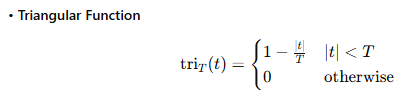 • Triangular Function
tri_T(t) = { 1 − |t|/T   |t| < T
0   otherwise